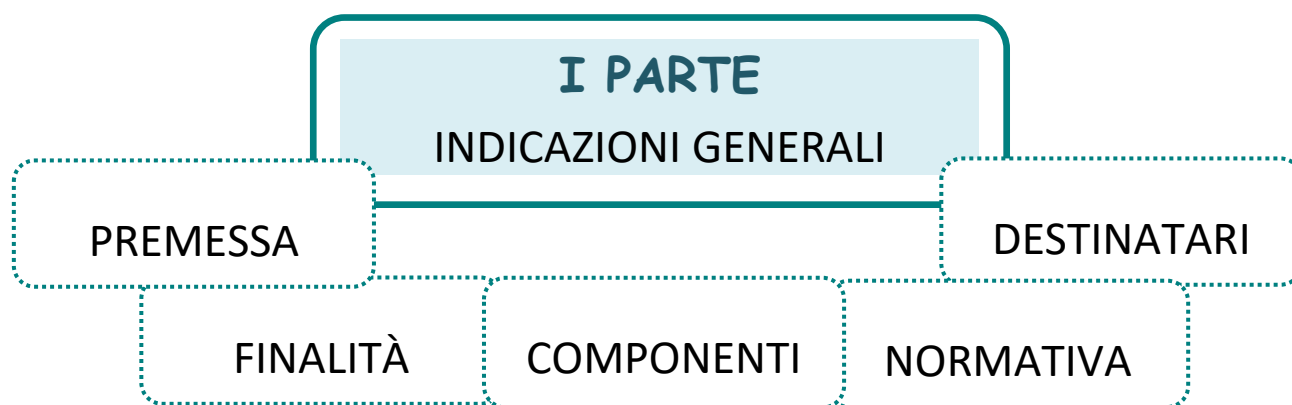 I PARTE
INDICAZIONI GENERALI
PREMESSA
DESTINATARI
FINALITÀ
COMPONENTI
NORMATIVA